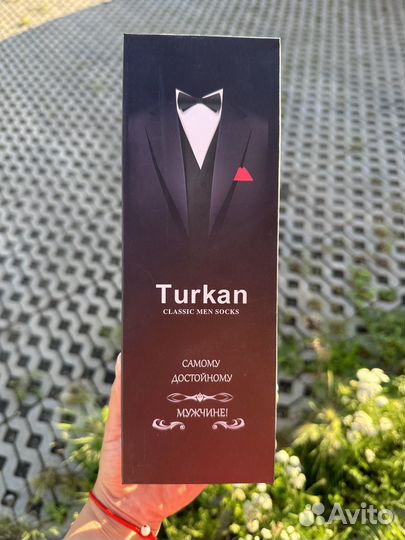 Turkan
CLASSIC MEN SOCKS
САМОМУ
ДОСТОЙНОМУ
МУЖЧИНЕ!
Avito